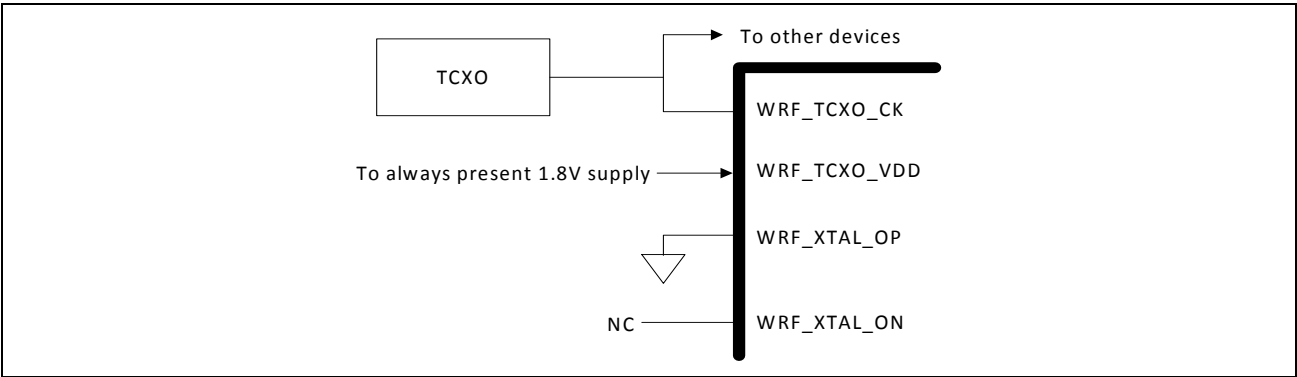 To other devices
TCXO
WRF_TCXO_CK
To always present 1.8V supply
WRF_TCXO_VDD
WRF_XTAL_OP
NC
WRF_XTAL_ON